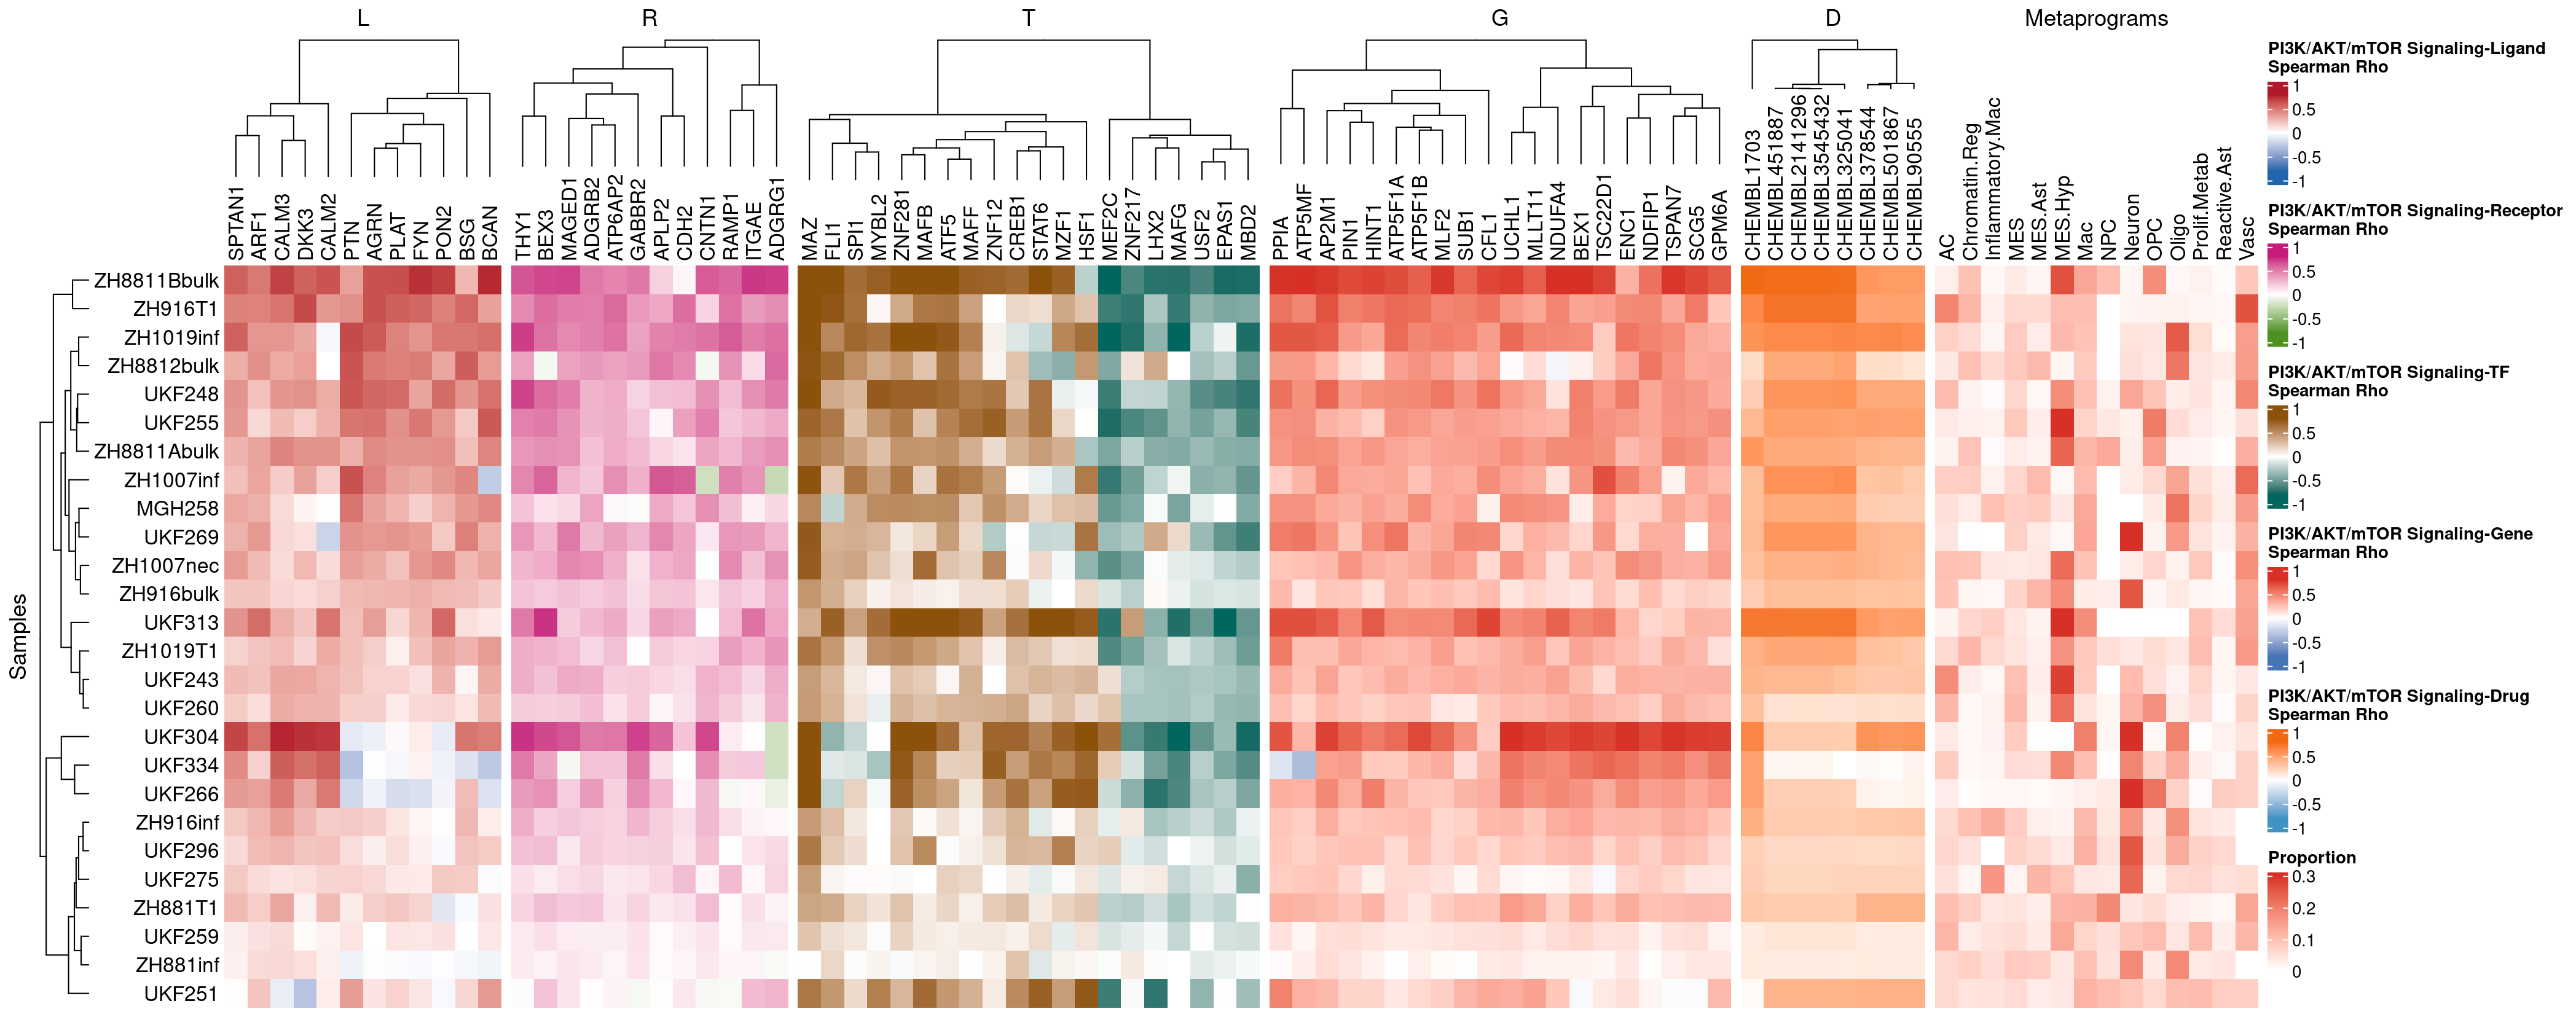 L R T G D Metaprograms
SPTAN1 ARF1 CALM3 DKK3 CALM2 PTN AGRN PLAT FYN PON2 BSG BCAN
THY1 BEX3 MAGED1 ADGRB2 ATP6AP2 GABBR2 APLP2 CDH2 CNTN1 RAMP1 ITGAE ADGRG1
MAZ FLI1 SPI1 MYBL2 ZNF281 MAFB ATF5 MAFF ZNF12 CREB1 STAT6 MZF1 HSF1 MEF2C ZNF217 LHX2 MAFG USF2 EPAS1 MBD2
PPIA ATP5MF AP2M1 PIN1 HINT1 ATP5F1A ATP5F1B MLF2 SUB1 CFL1 UCHL1 MLLT11 NDUFA4 BEX1 TSC22D1 ENC1 NDFIP1 TSPAN7 SCG5 GPM6A
CHEMBL1703 CHEMBL451887 CHEMBL2141296 CHEMBL3545432 CHEMBL325041 CHEMBL378544 CHEMBL501867 CHEMBL90555
AC Chromatin.Reg Inflammatory.Mac MES MES.Ast MES.Hyp Mac NPC Neuron OPC Oligo Prolif.Metab Reactive.Ast Vasc
Samples
ZH8811Bbulk
ZH916T1
ZH1019inf
ZH8812bulk
UKF248
UKF255
ZH8811Abulk
ZH1007inf
MGH258
UKF269
ZH1007nec
ZH916bulk
UKF313
ZH1019T1
UKF243
UKF260
UKF304
UKF334
UKF266
ZH916inf
UKF296
UKF275
ZH881T1
UKF259
ZH881inf
UKF251
PI3K/AKT/mTOR Signaling-Ligand
Spearman Rho
1
0.5
0
-0.5
-1
PI3K/AKT/mTOR Signaling-Receptor
Spearman Rho
1
0.5
0
-0.5
-1
PI3K/AKT/mTOR Signaling-TF
Spearman Rho
1
0.5
0
-0.5
-1
PI3K/AKT/mTOR Signaling-Gene
Spearman Rho
1
0.5
0
-0.5
-1
PI3K/AKT/mTOR Signaling-Drug
Spearman Rho
1
0.5
0
-0.5
-1
Proportion
0.3
0.2
0.1
0